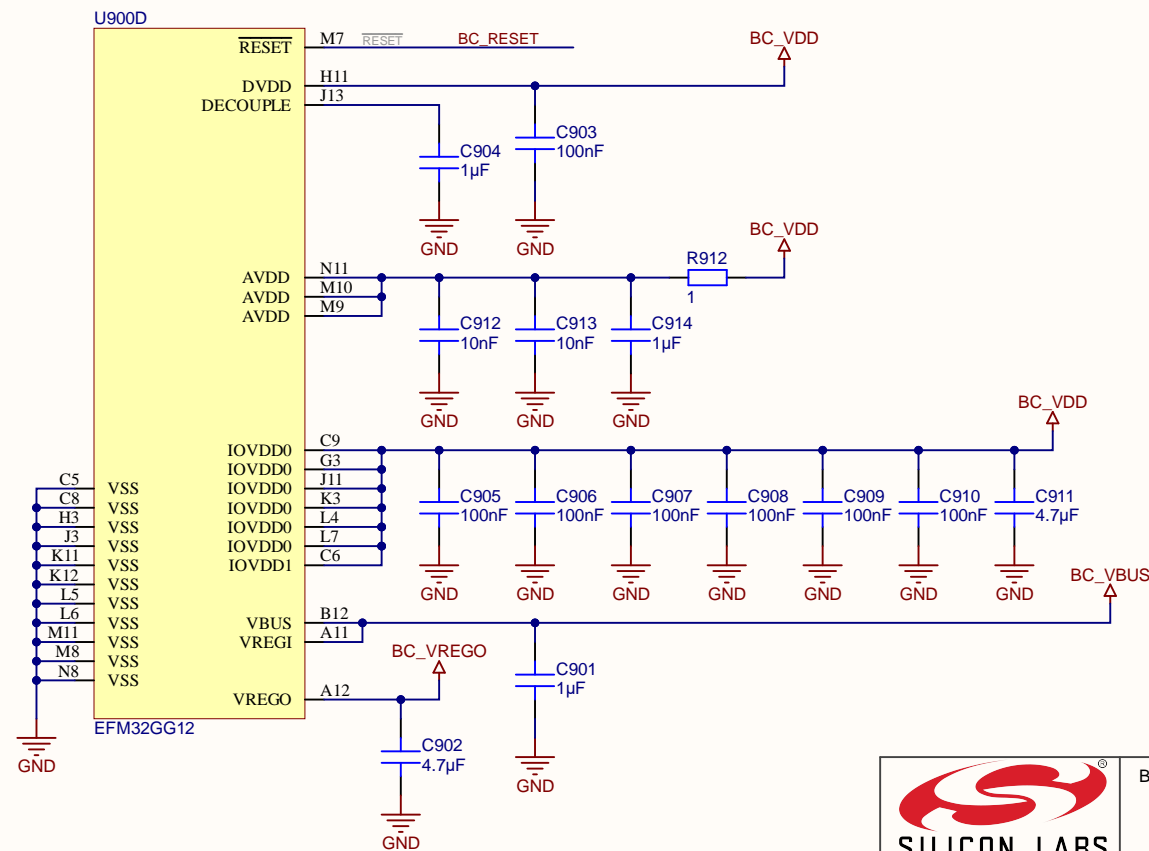 U900D
RESET M7 RESET BC_RESET
BC_VDD
DVDD H11
DECOUPLE J13
C903
100nF
C904
1µF
GND GND
BC_VDD
R912
1
AVDD N11
AVDD M10
AVDD M9
C912 C913 C914
10nF 10nF 1µF
GND GND GND
BC_VDD
IOVDD0 C9
IOVDD0 G3
IOVDD0 J11
IOVDD0 K3
IOVDD0 L4
IOVDD0 L7
IOVDD1 C6
C905 C906 C907 C908 C909 C910 C911
100nF 100nF 100nF 100nF 100nF 100nF 4.7µF
GND GND GND GND GND GND GND
C5 VSS
C8 VSS
H3 VSS
J3 VSS
K11 VSS
K12 VSS
L5 VSS
L6 VSS
M11 VSS
M8 VSS
N8 VSS
GND
BC_VBUS
VBUS B12
VREGI A11
C901
1µF
GND
BC_VREGO
VREGO A12
C902
4.7µF
GND
EFM32GG12
®
B
SILICON LABS